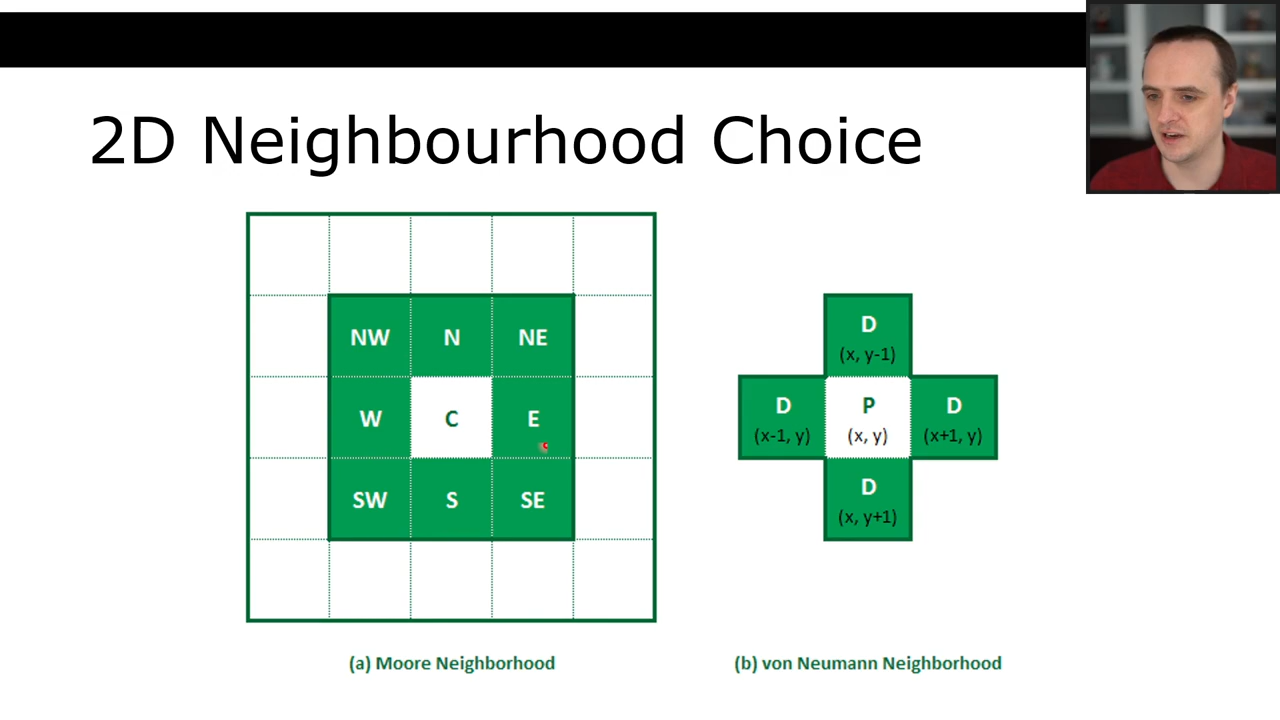 2D Neighbourhood Choice
NW N NE
W C E
SW S SE
D
(x, y-1)
D P D
(x-1, y) (x, y) (x+1, y)
D
(x, y+1)
(a) Moore Neighborhood
(b) von Neumann Neighborhood